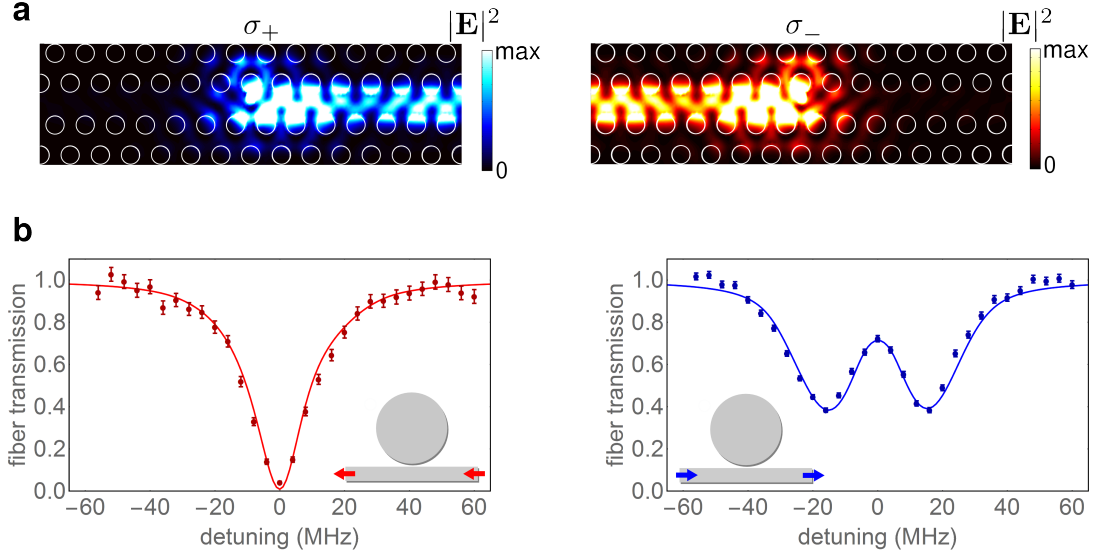 a
σ₊ |E|²
max
0
σ₋ |E|²
max
0
b
fiber transmission
1.0
0.8
0.6
0.4
0.2
0.0
−60 −40 −20 0 20 40 60
detuning (MHz)
fiber transmission
1.0
0.8
0.6
0.4
0.2
0.0
−60 −40 −20 0 20 40 60
detuning (MHz)